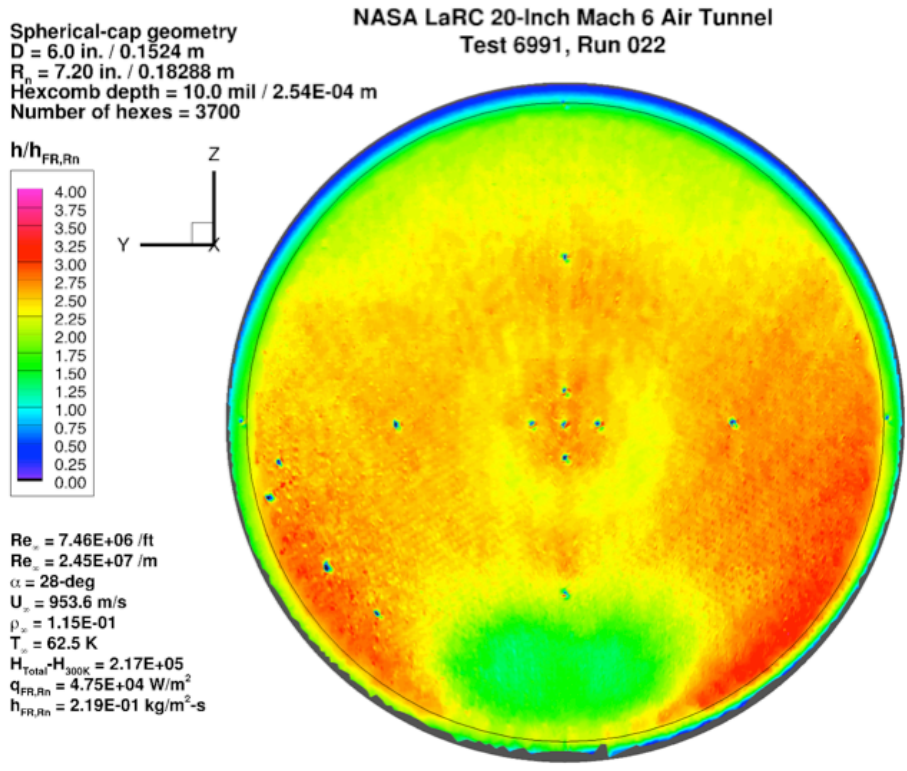 NASA LaRC 20-Inch Mach 6 Air Tunnel
Test 6991, Run 022
Spherical-cap geometry
D = 6.0 in. / 0.1524 m
Rₙ = 7.20 in. / 0.18288 m
Hexcomb depth = 10.0 mil / 2.54E-04 m
Number of hexes = 3700
h/h_FR,Rn
4.00
3.75
3.50
3.25
3.00
2.75
2.50
2.25
2.00
1.75
1.50
1.25
1.00
0.75
0.50
0.25
0.00
Z
Y
X
Re∞ = 7.46E+06 /ft
Re∞ = 2.45E+07 /m
α = 28-deg
U∞ = 953.6 m/s
ρ∞ = 1.15E-01
T∞ = 62.5 K
H_Total-H_300K = 2.17E+05
q_FR,Rn = 4.75E+04 W/m²
h_FR,Rn = 2.19E-01 kg/m²-s